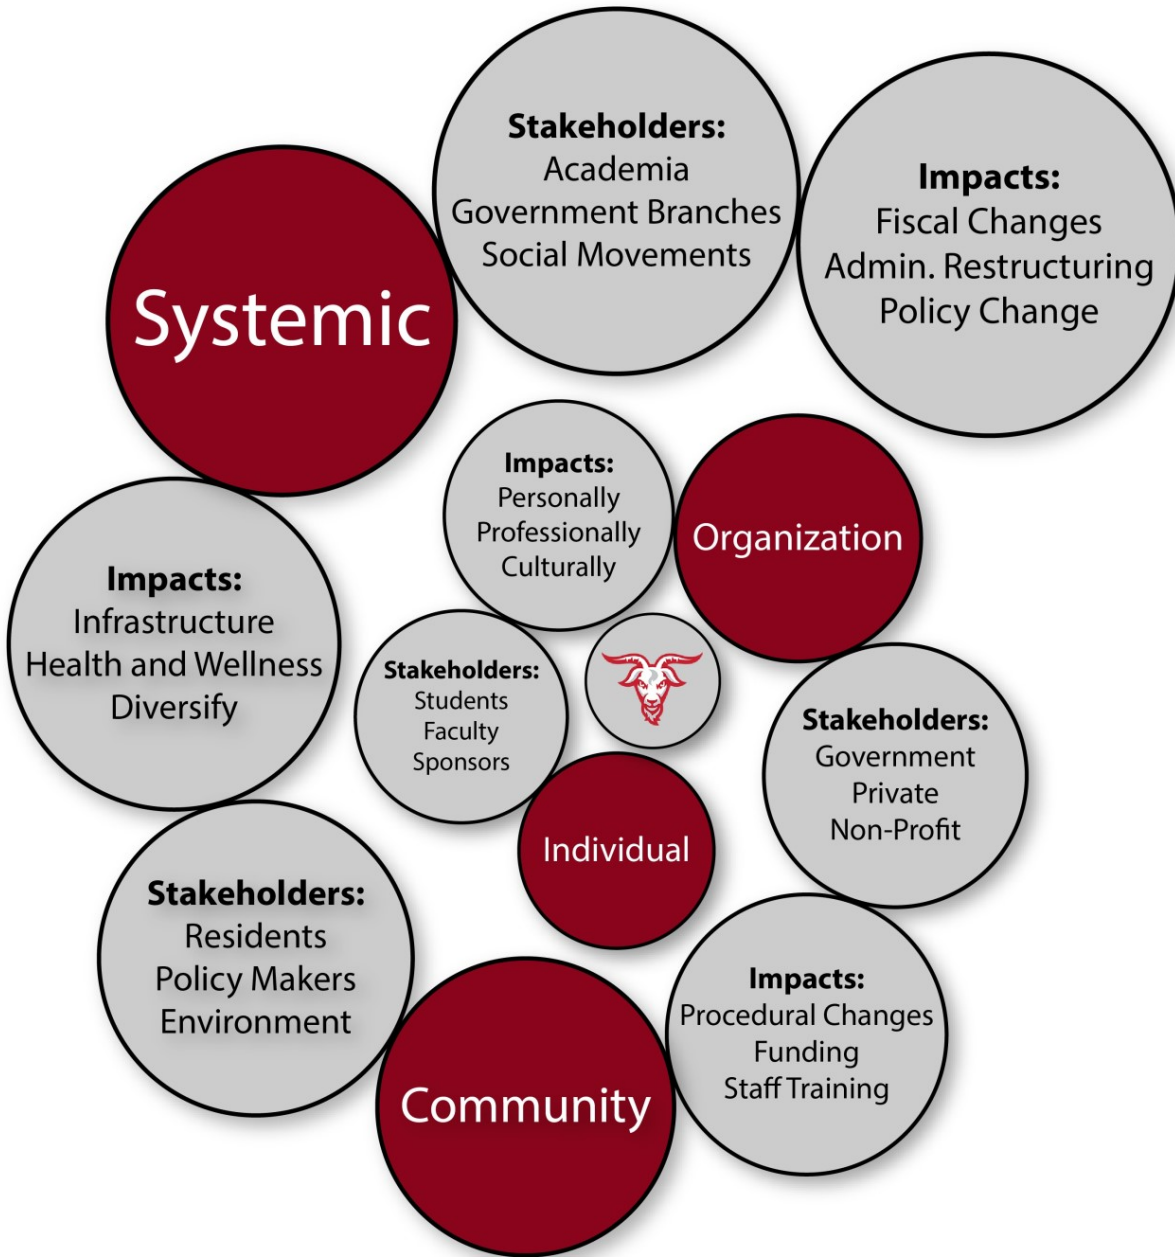 Stakeholders:
Academia
Government Branches
Social Movements
Impacts:
Fiscal Changes
Admin. Restructuring
Policy Change
Systemic
Impacts:
Personally
Professionally
Culturally
Organization
Impacts:
Infrastructure
Health and Wellness
Diversify
Stakeholders:
Students
Faculty
Sponsors
Stakeholders:
Government
Private
Non-Profit
Individual
Stakeholders:
Residents
Policy Makers
Environment
Impacts:
Procedural Changes
Funding
Staff Training
Community